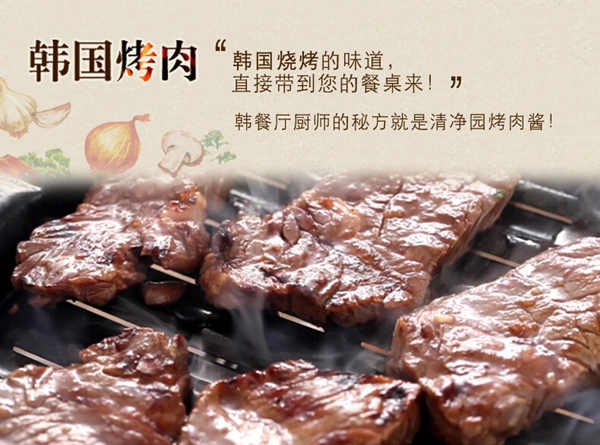 韩国烤肉
“韩国烧烤的味道，
直接带到您的餐桌来！”
韩餐厅厨师的秘方就是清净园烤肉酱！